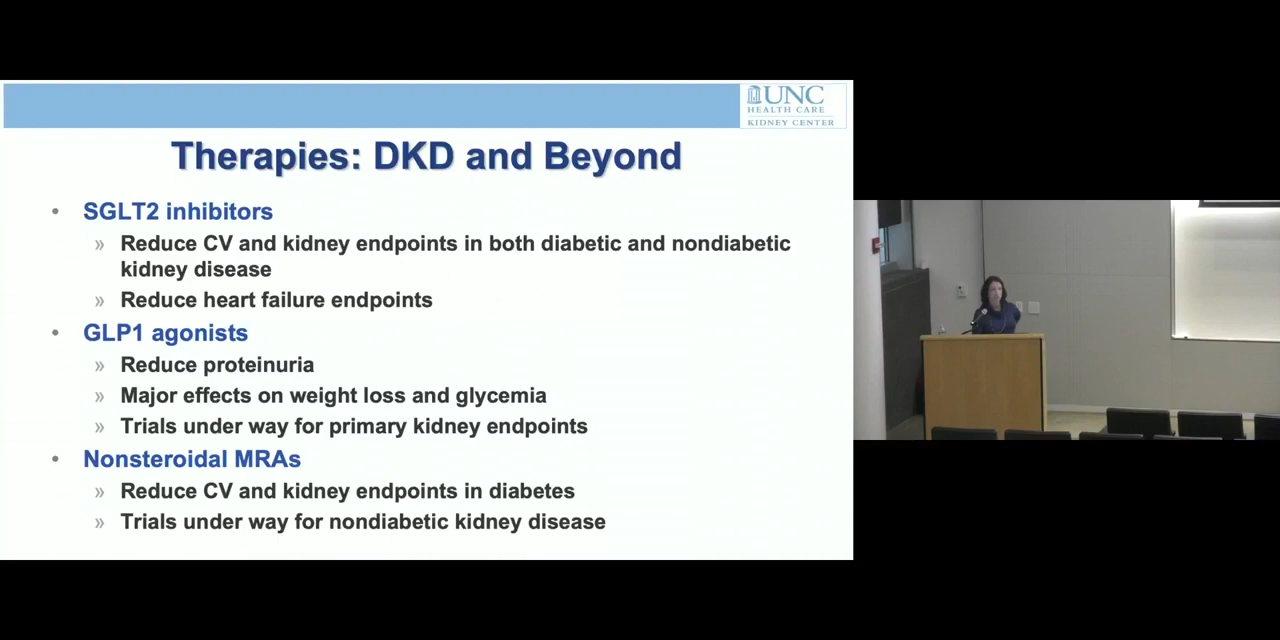 UNC
HEALTH CARE
KIDNEY CENTER
Therapies: DKD and Beyond
• SGLT2 inhibitors
» Reduce CV and kidney endpoints in both diabetic and nondiabetic
kidney disease
» Reduce heart failure endpoints
• GLP1 agonists
» Reduce proteinuria
» Major effects on weight loss and glycemia
» Trials under way for primary kidney endpoints
• Nonsteroidal MRAs
» Reduce CV and kidney endpoints in diabetes
» Trials under way for nondiabetic kidney disease